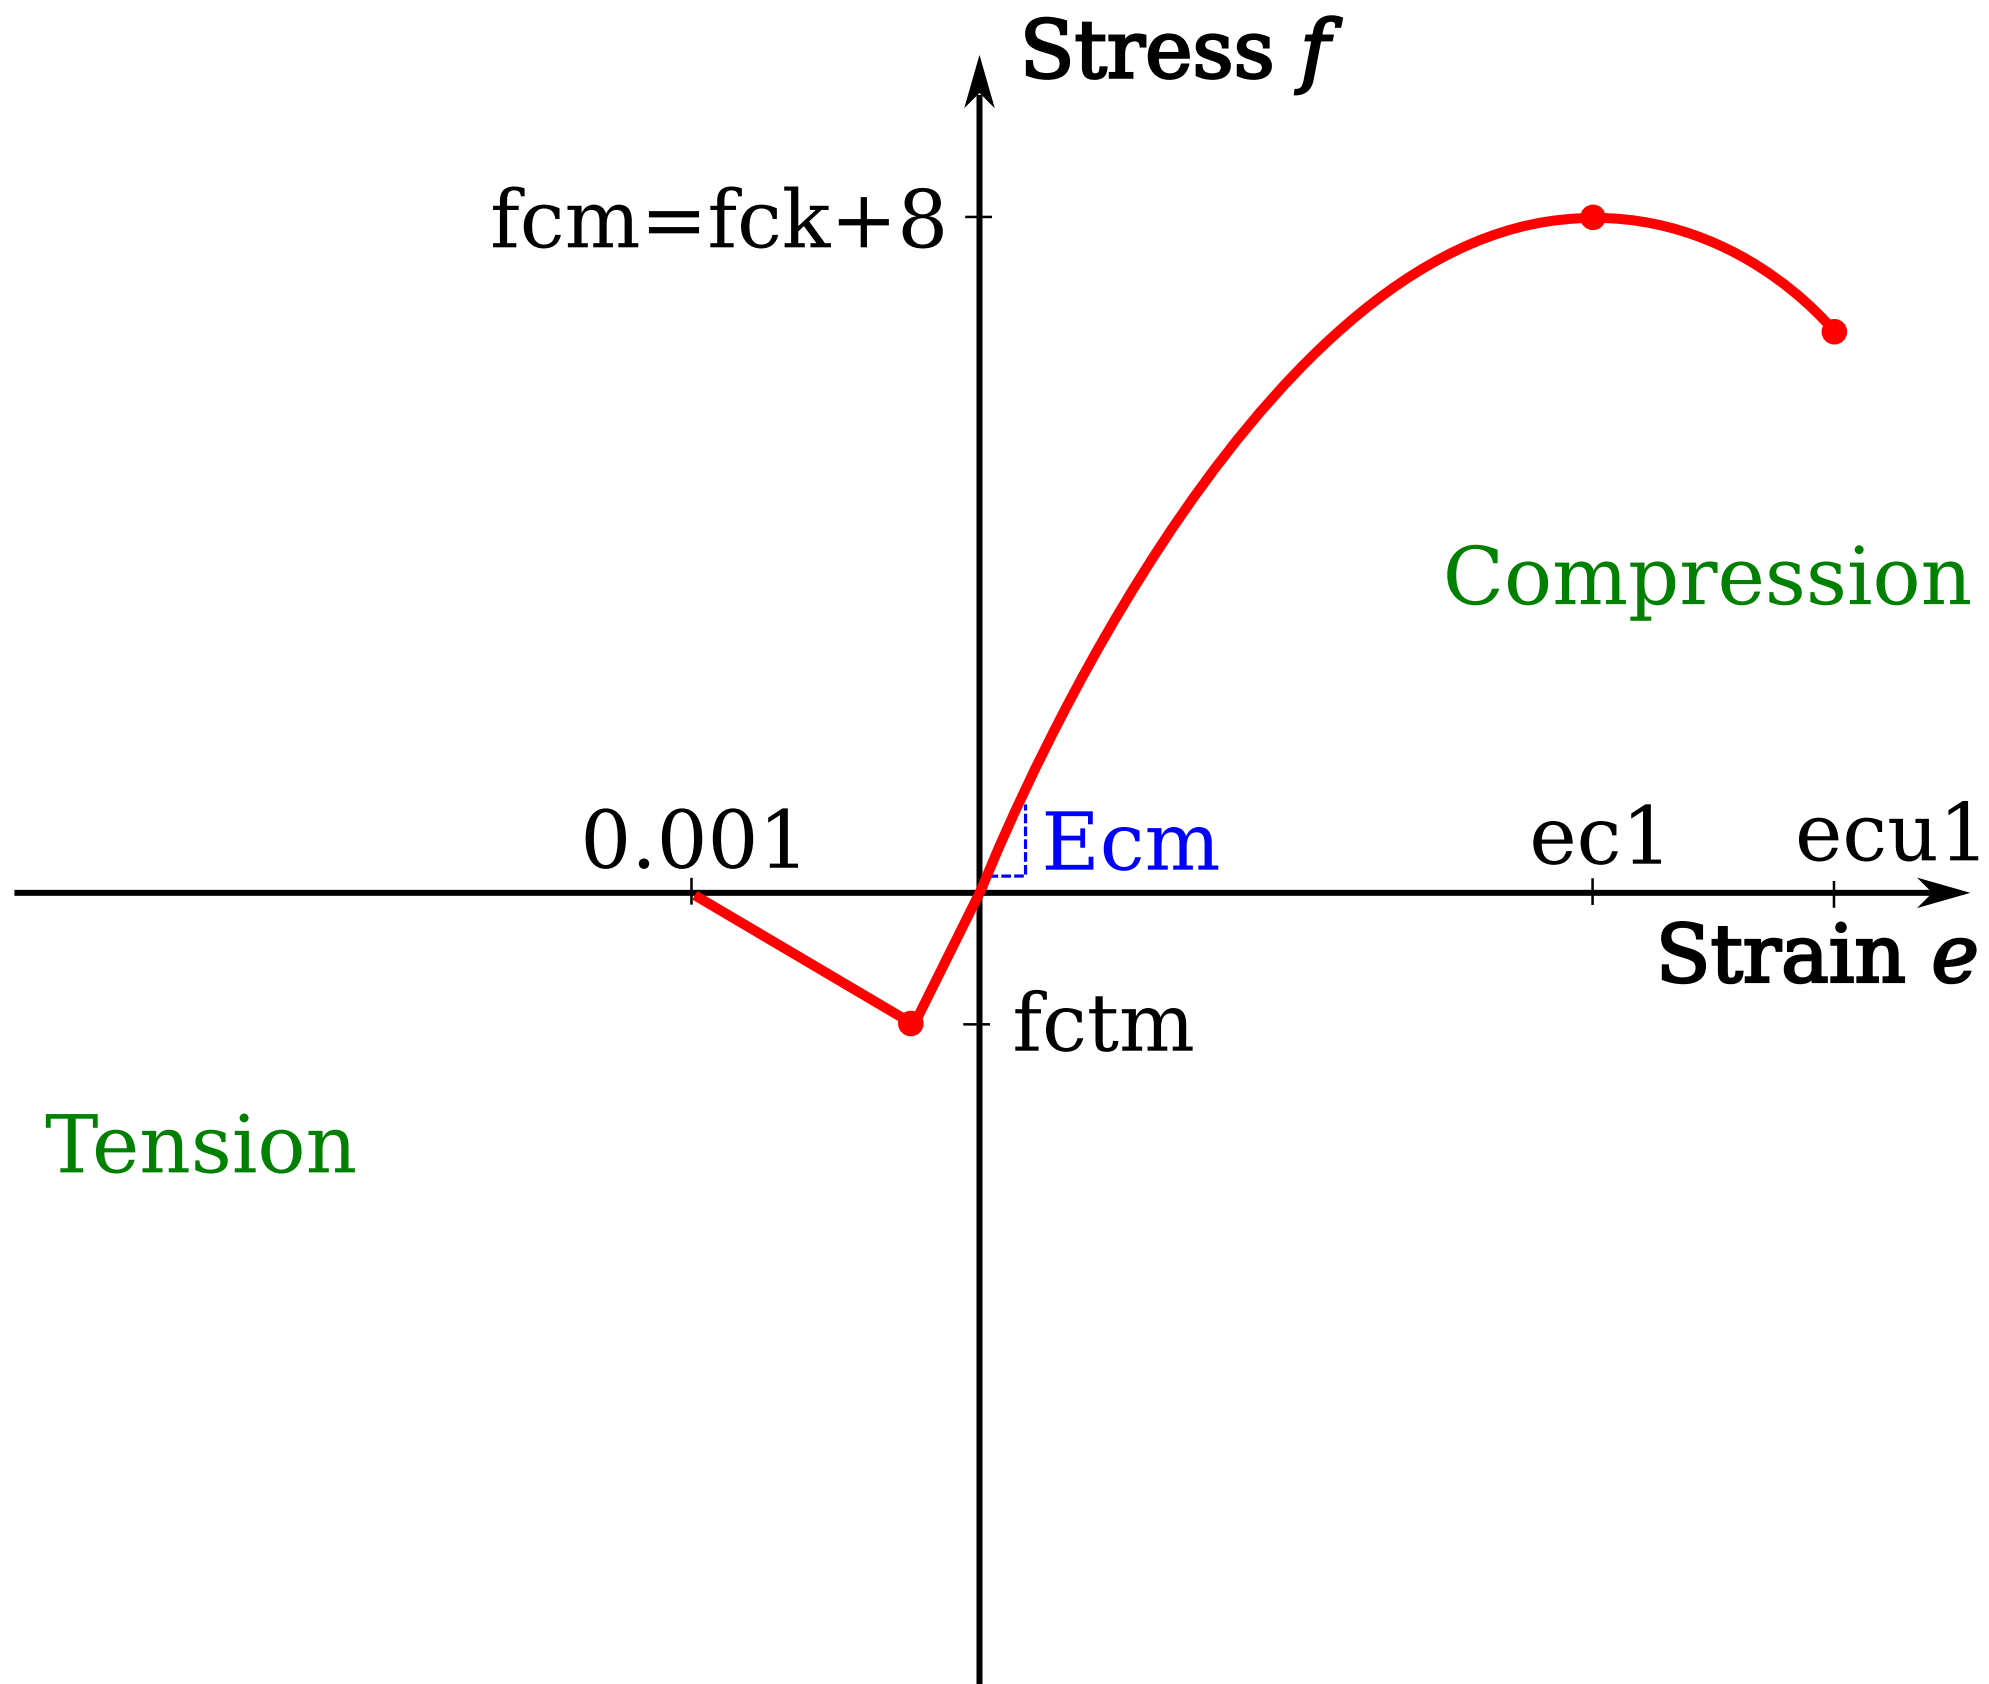 Stress f
fcm=fck+8
Compression
0.001
Ecm
ec1
ecu1
Strain e
fctm
Tension